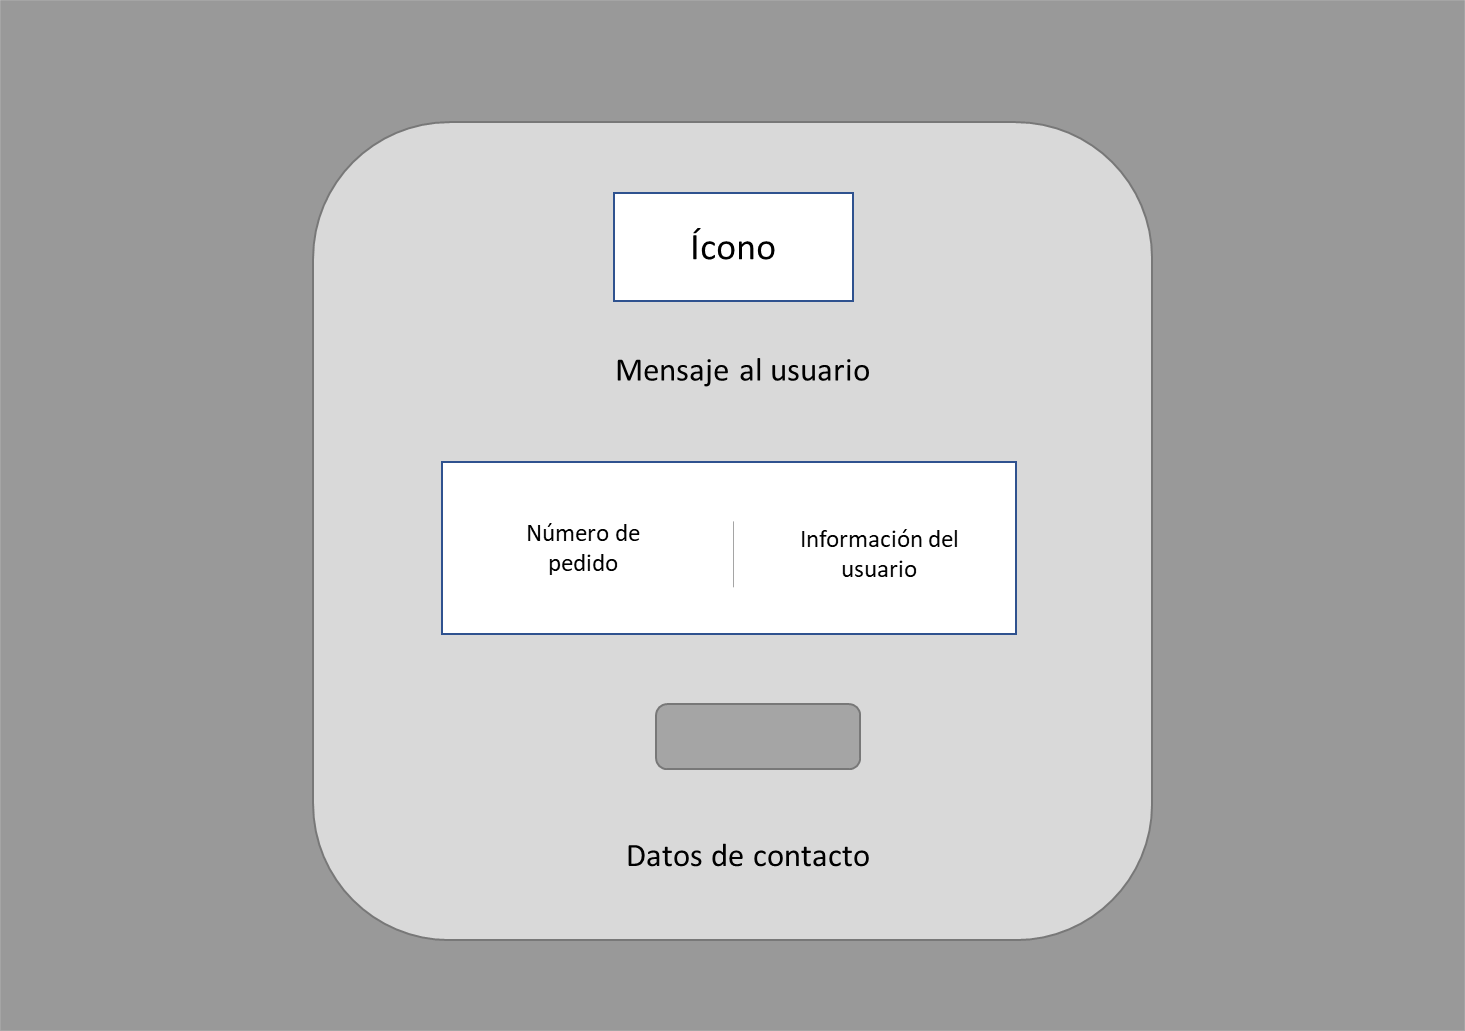 Ícono
Mensaje al usuario
Número de
pedido
Información del
usuario
Datos de contacto